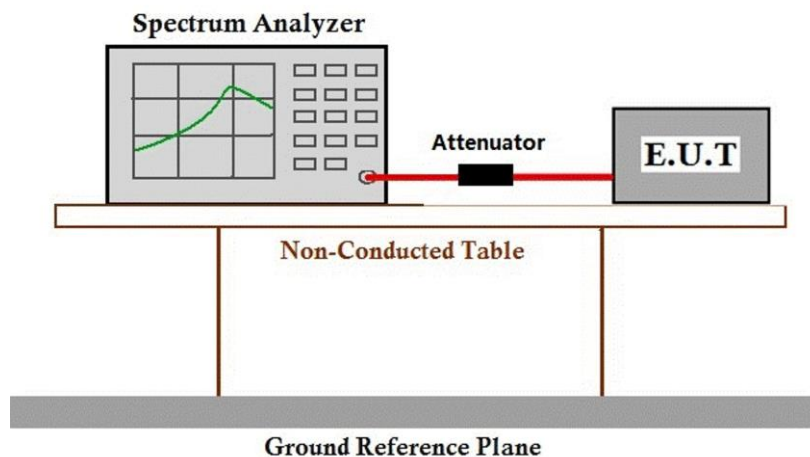 Spectrum Analyzer
Attenuator
E.U.T
Non-Conducted Table
Ground Reference Plane